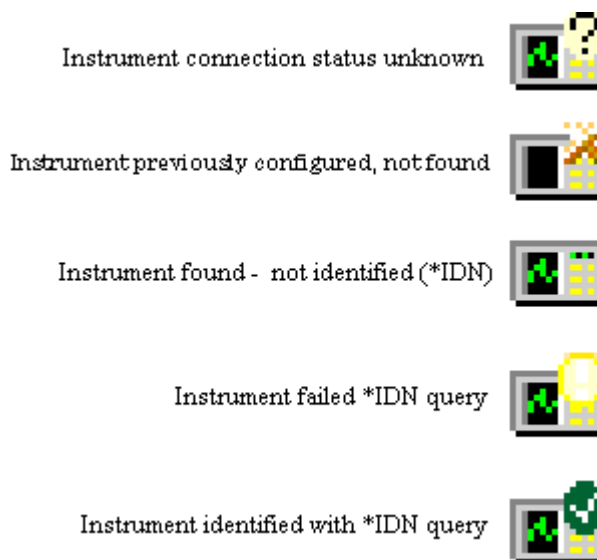 Instrument connection status unknown
?
Instrument previously configured, not found
Instrument found - not identified (*IDN)
Instrument failed *IDN query
Instrument identified with *IDN query